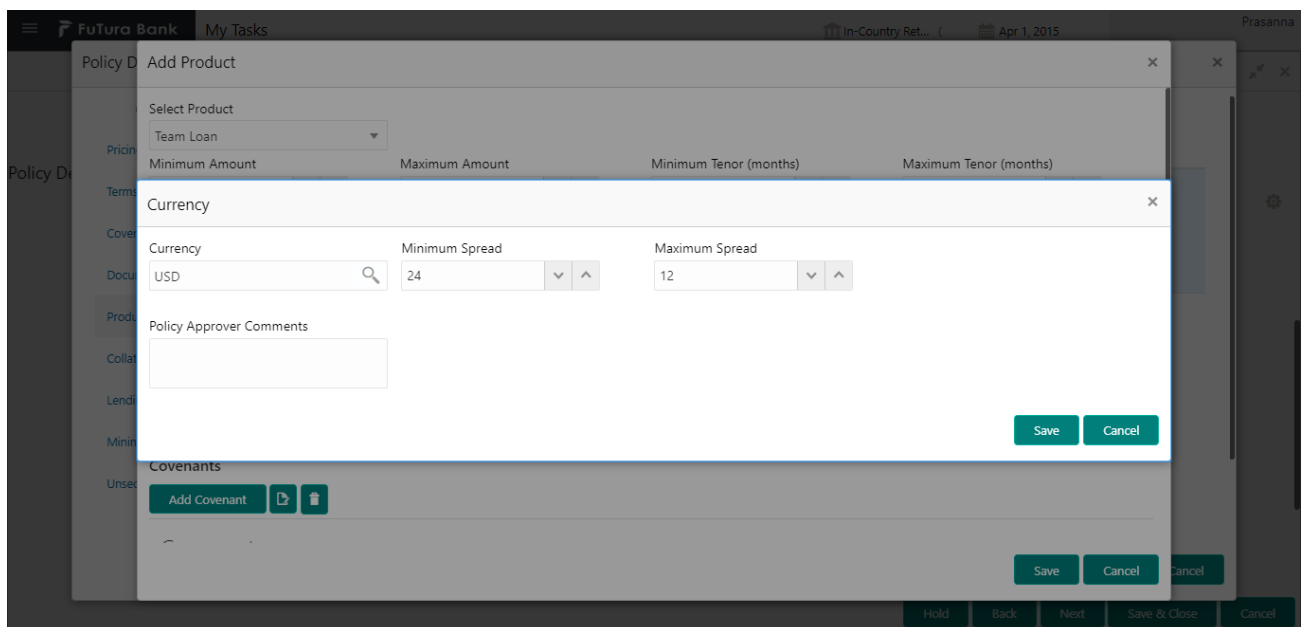 FuTura Bank My Tasks In-Country Ret... ( Apr 1, 2015 Prasanna
Policy D Add Product
Select Product
Team Loan
Pricin
Minimum Amount Maximum Amount Minimum Tenor (months) Maximum Tenor (months)
Policy De
Terms
Currency
Cover
Currency Minimum Spread Maximum Spread
Docu
USD 24 12
Produ
Policy Approver Comments
Collat
Lendi
Save Cancel
Minin
Covenants
Unsec
Add Covenant
Save Cancel Cancel
Hold Back Next Save & Close Cancel